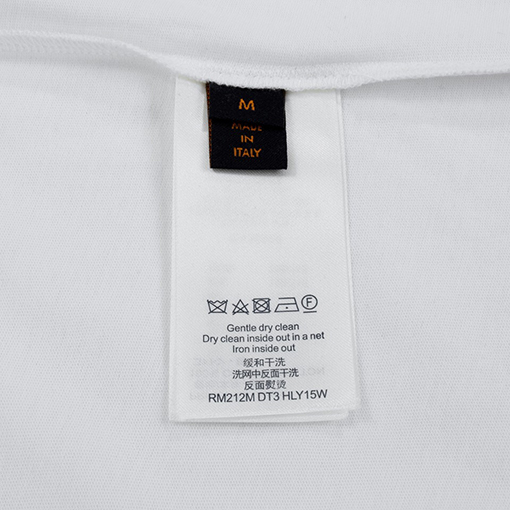 M
MADE
IN
ITALY
Gentle dry clean
Dry clean inside out in a net
Iron inside out
缓和干洗
洗网中反面干洗
反面熨烫
RM212M DT3 HLY15W